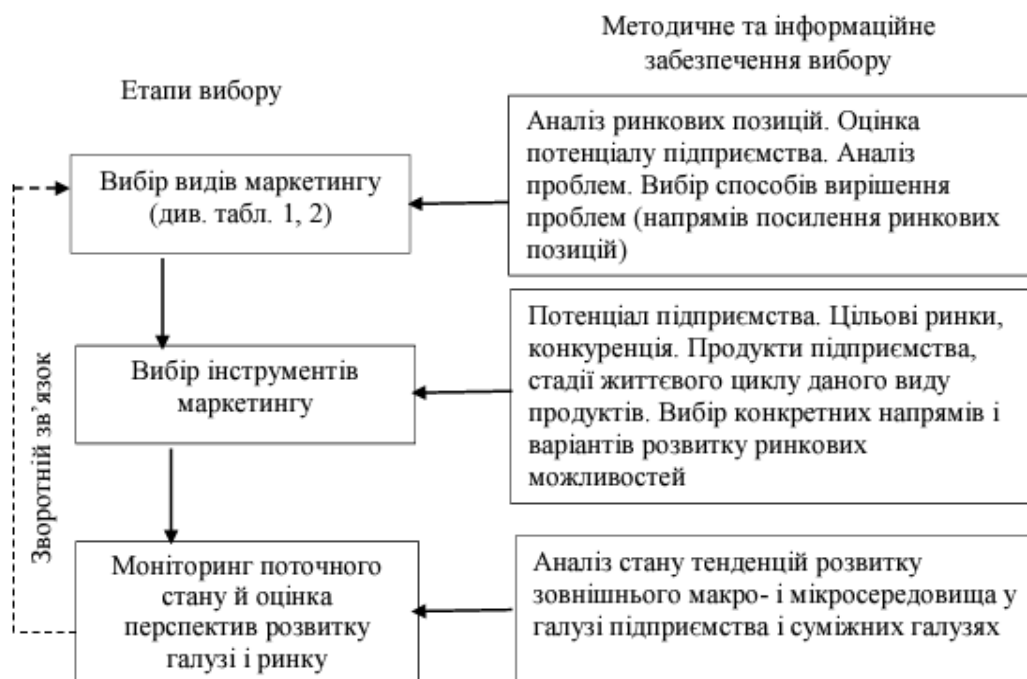 Методичне та інформаційне
забезпечення вибору
Етапи вибору
Вибір видів маркетингу
(див. табл. 1, 2)
Аналіз ринкових позицій. Оцінка
потенціалу підприємства. Аналіз
проблем. Вибір способів вирішення
проблем (напрямів посилення ринкових
позицій)
Вибір інструментів
маркетингу
Потенціал підприємства. Цільові ринки,
конкуренція. Продукти підприємства,
стадії життєвого циклу даного виду
продуктів. Вибір конкретних напрямів і
варіантів розвитку ринкових
можливостей
Моніторинг поточного
стану й оцінка
перспектив розвитку
галузі і ринку
Аналіз стану тенденцій розвитку
зовнішнього макро- і мікросередовища у
галузі підприємства і суміжних галузях
Зворотній зв’язок